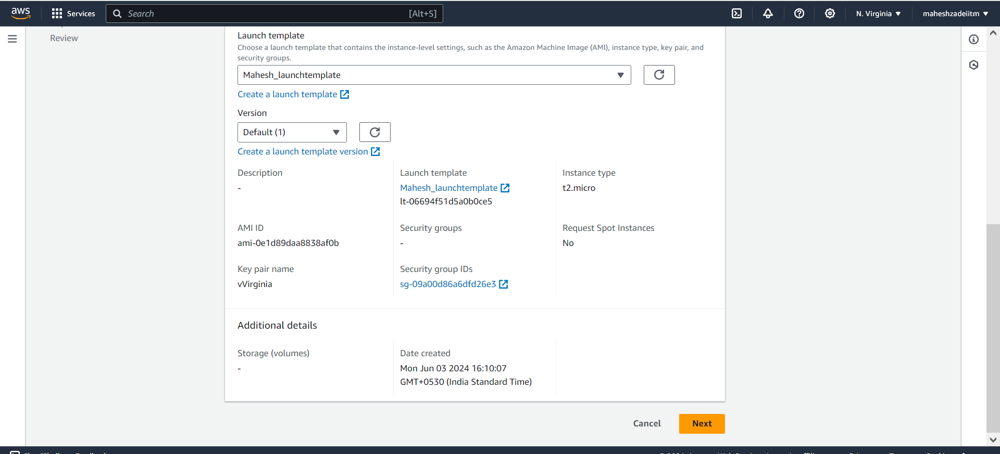 aws
Services
Search
[Alt+S]
N. Virginia
maheshzadeiitm
Review
Launch template
Choose a launch template that contains the instance-level settings, such as the Amazon Machine Image (AMI), instance type, key pair, and
security groups.
Mahesh_launchtemplate
Create a launch template
Version
Default (1)
Create a launch template version
Description
-
Launch template
Mahesh_launchtemplate
lt-06694f51d5a0b0ce5
Instance type
t2.micro
AMI ID
ami-0e1d89daa8838af0b
Security groups
-
Request Spot Instances
No
Key pair name
vVirginia
Security group IDs
sg-09a00d86a6dfd26e3
Additional details
Storage (volumes)
-
Date created
Mon Jun 03 2024 16:10:07
GMT+0530 (India Standard Time)
Cancel
Next